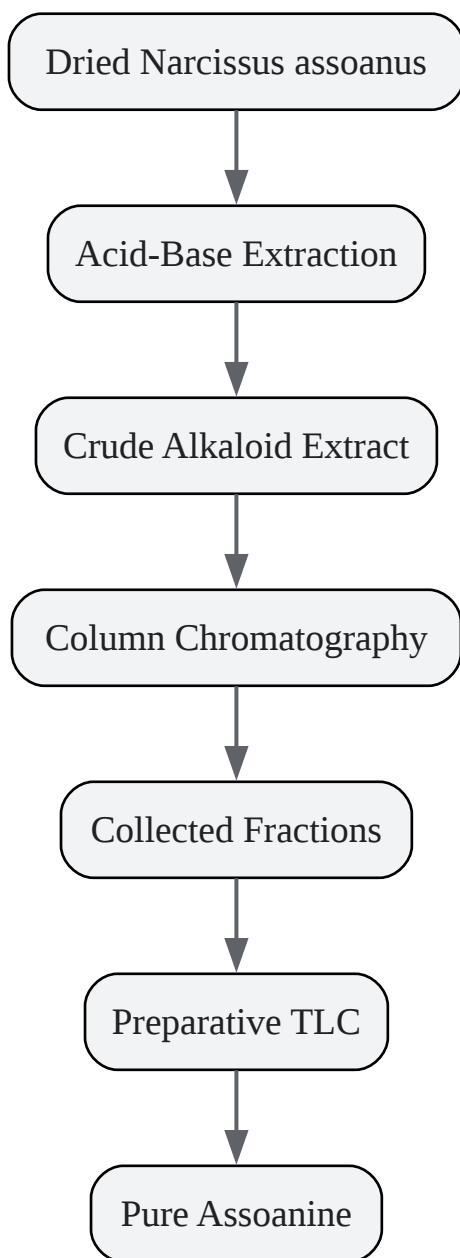 Dried Narcissus assoanus
Acid-Base Extraction
Crude Alkaloid Extract
Column Chromatography
Collected Fractions
Preparative TLC
Pure Assoanine